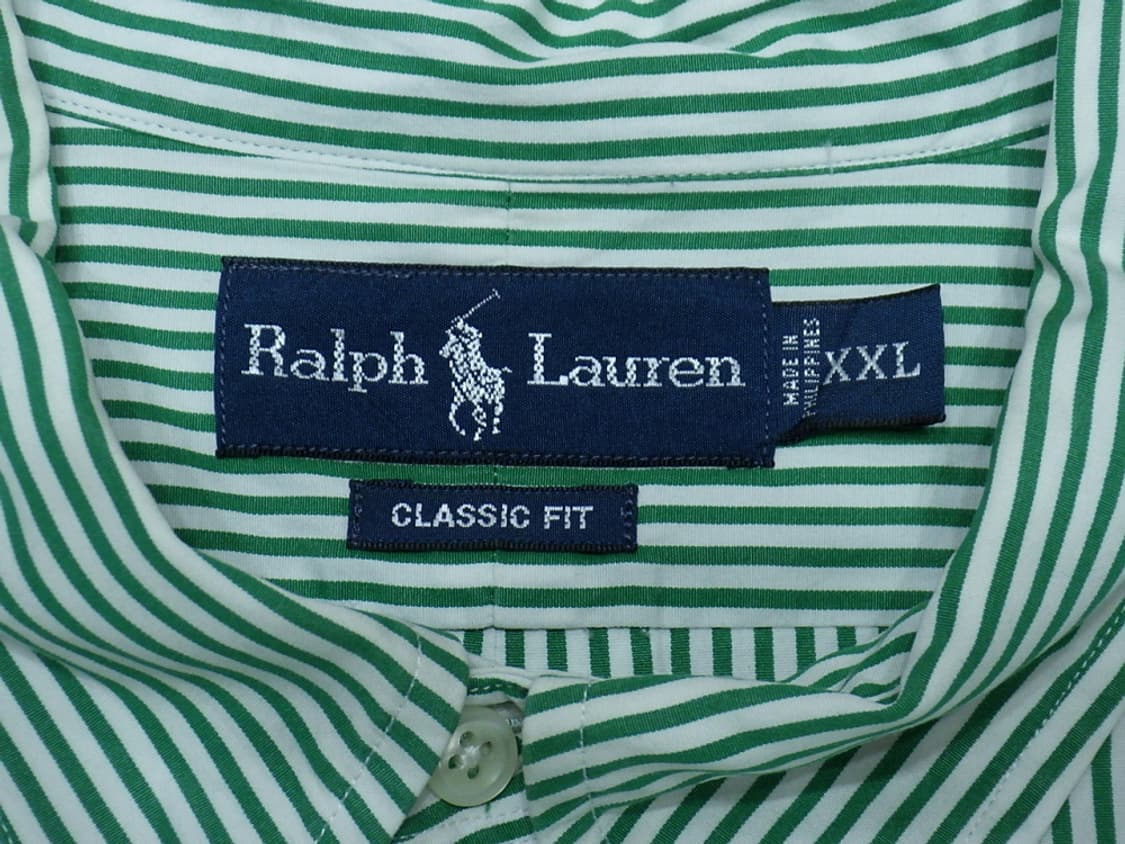 Ralph Lauren
MADE IN
PHILIPPINES
XXL
CLASSIC FIT